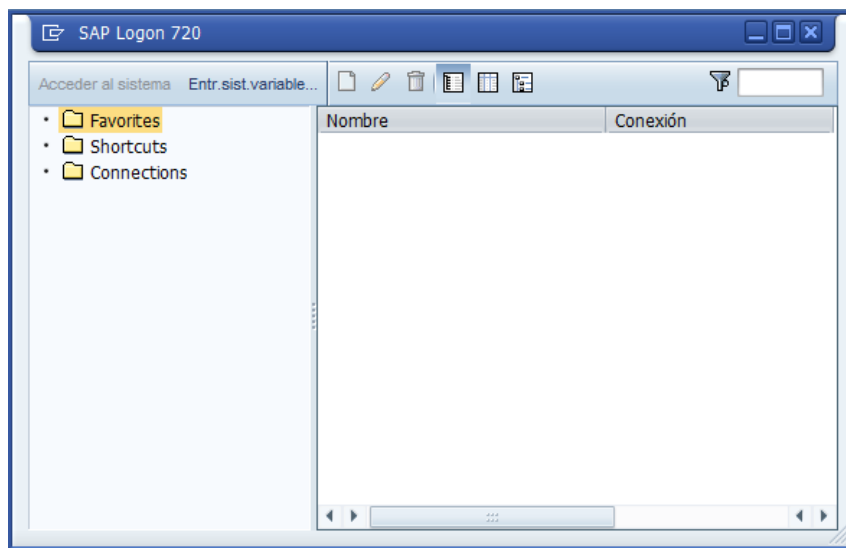 SAP Logon 720
Acceder al sistema Entr.sist.variable...
Favorites
Shortcuts
Connections
Nombre Conexión